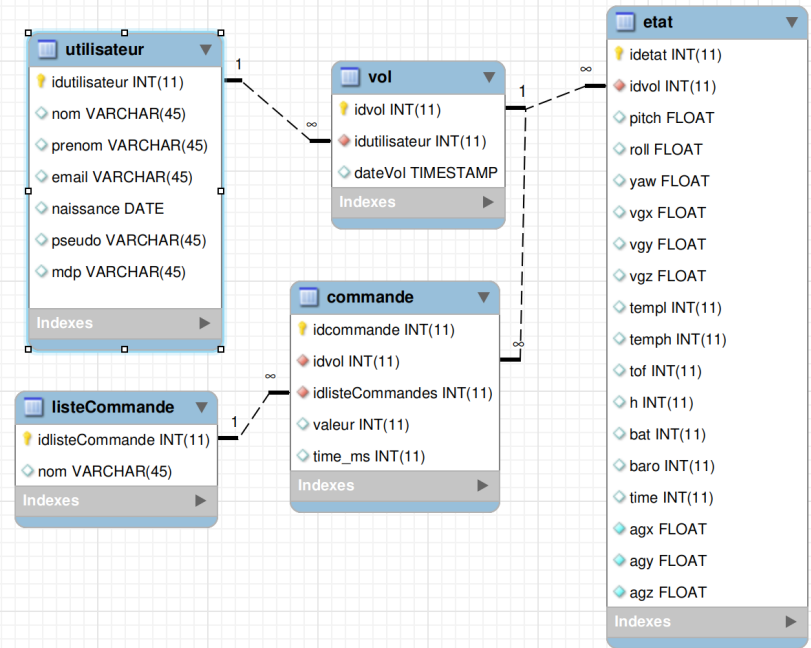 utilisateur
idutilisateur INT(11)
nom VARCHAR(45)
prenom VARCHAR(45)
email VARCHAR(45)
naissance DATE
pseudo VARCHAR(45)
mdp VARCHAR(45)
Indexes
1
∞
vol
idvol INT(11)
idutilisateur INT(11)
dateVol TIMESTAMP
Indexes
1
∞
∞
etat
idetat INT(11)
idvol INT(11)
pitch FLOAT
roll FLOAT
yaw FLOAT
vgx FLOAT
vgy FLOAT
vgz FLOAT
templ INT(11)
temph INT(11)
tof INT(11)
h INT(11)
bat INT(11)
baro INT(11)
time INT(11)
agx FLOAT
agy FLOAT
agz FLOAT
Indexes
commande
idcommande INT(11)
idvol INT(11)
idlisteCommandes INT(11)
valeur INT(11)
time_ms INT(11)
Indexes
listeCommande
idlisteCommande INT(11)
nom VARCHAR(45)
Indexes
1
∞